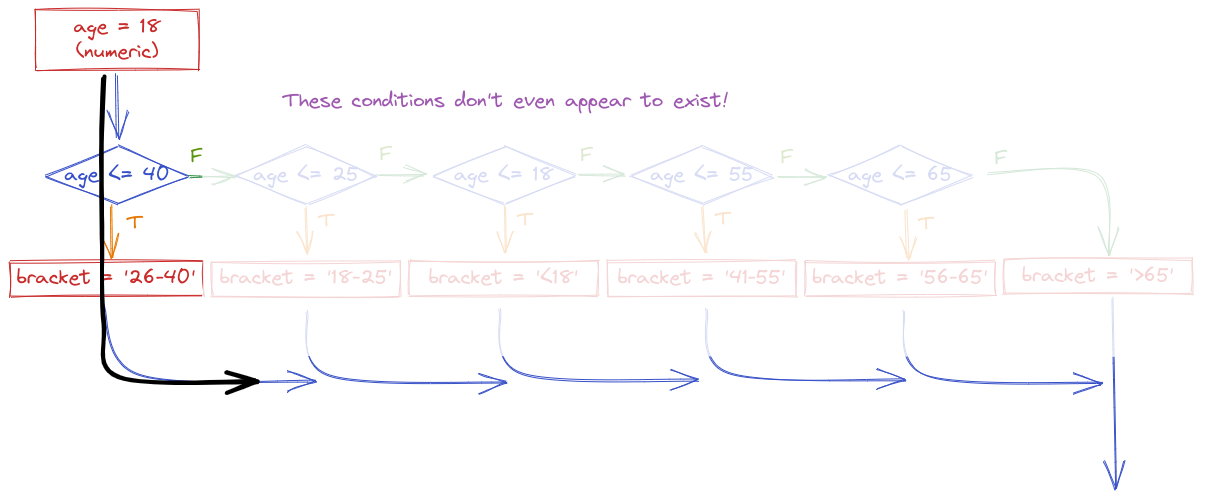 age = 18
(numeric)
These conditions don't even appear to exist!
F
F
F
F
F
age <= 40
age <= 25
age <= 18
age <= 55
age <= 65
T
T
T
T
T
bracket = '26-40'
bracket = '18-25'
bracket = '<18'
bracket = '41-55'
bracket = '56-65'
bracket = '>65'